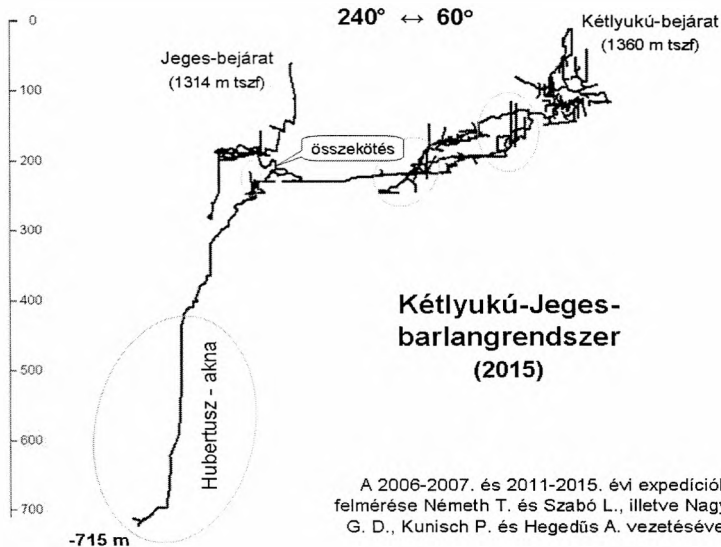 240° ↔ 60°
Kétlyukú-bejárat
(1360 m tszf)
Jeges-bejárat
(1314 m tszf)
összekötés
0
100
200
300
400
500
600
700
Kétlyukú-Jeges-
barlangrendszer
(2015)
Hubertusz - akna
-715 m
A 2006-2007. és 2011-2015. évi expedíciól
felmérése Németh T. és Szabó L., illetve Nagy
G. D., Kunisch P. és Hegedűs A. vezetéséve